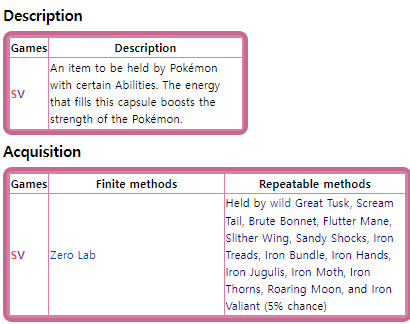 Description
Games Description
SV
An item to be held by Pokémon
with certain Abilities. The energy
that fills this capsule boosts the
strength of the Pokémon.
Acquisition
Games Finite methods Repeatable methods
SV
Zero Lab
Held by wild Great Tusk, Scream
Tail, Brute Bonnet, Flutter Mane,
Slither Wing, Sandy Shocks, Iron
Treads, Iron Bundle, Iron Hands,
Iron Jugulis, Iron Moth, Iron
Thorns, Roaring Moon, and Iron
Valiant (5% chance)